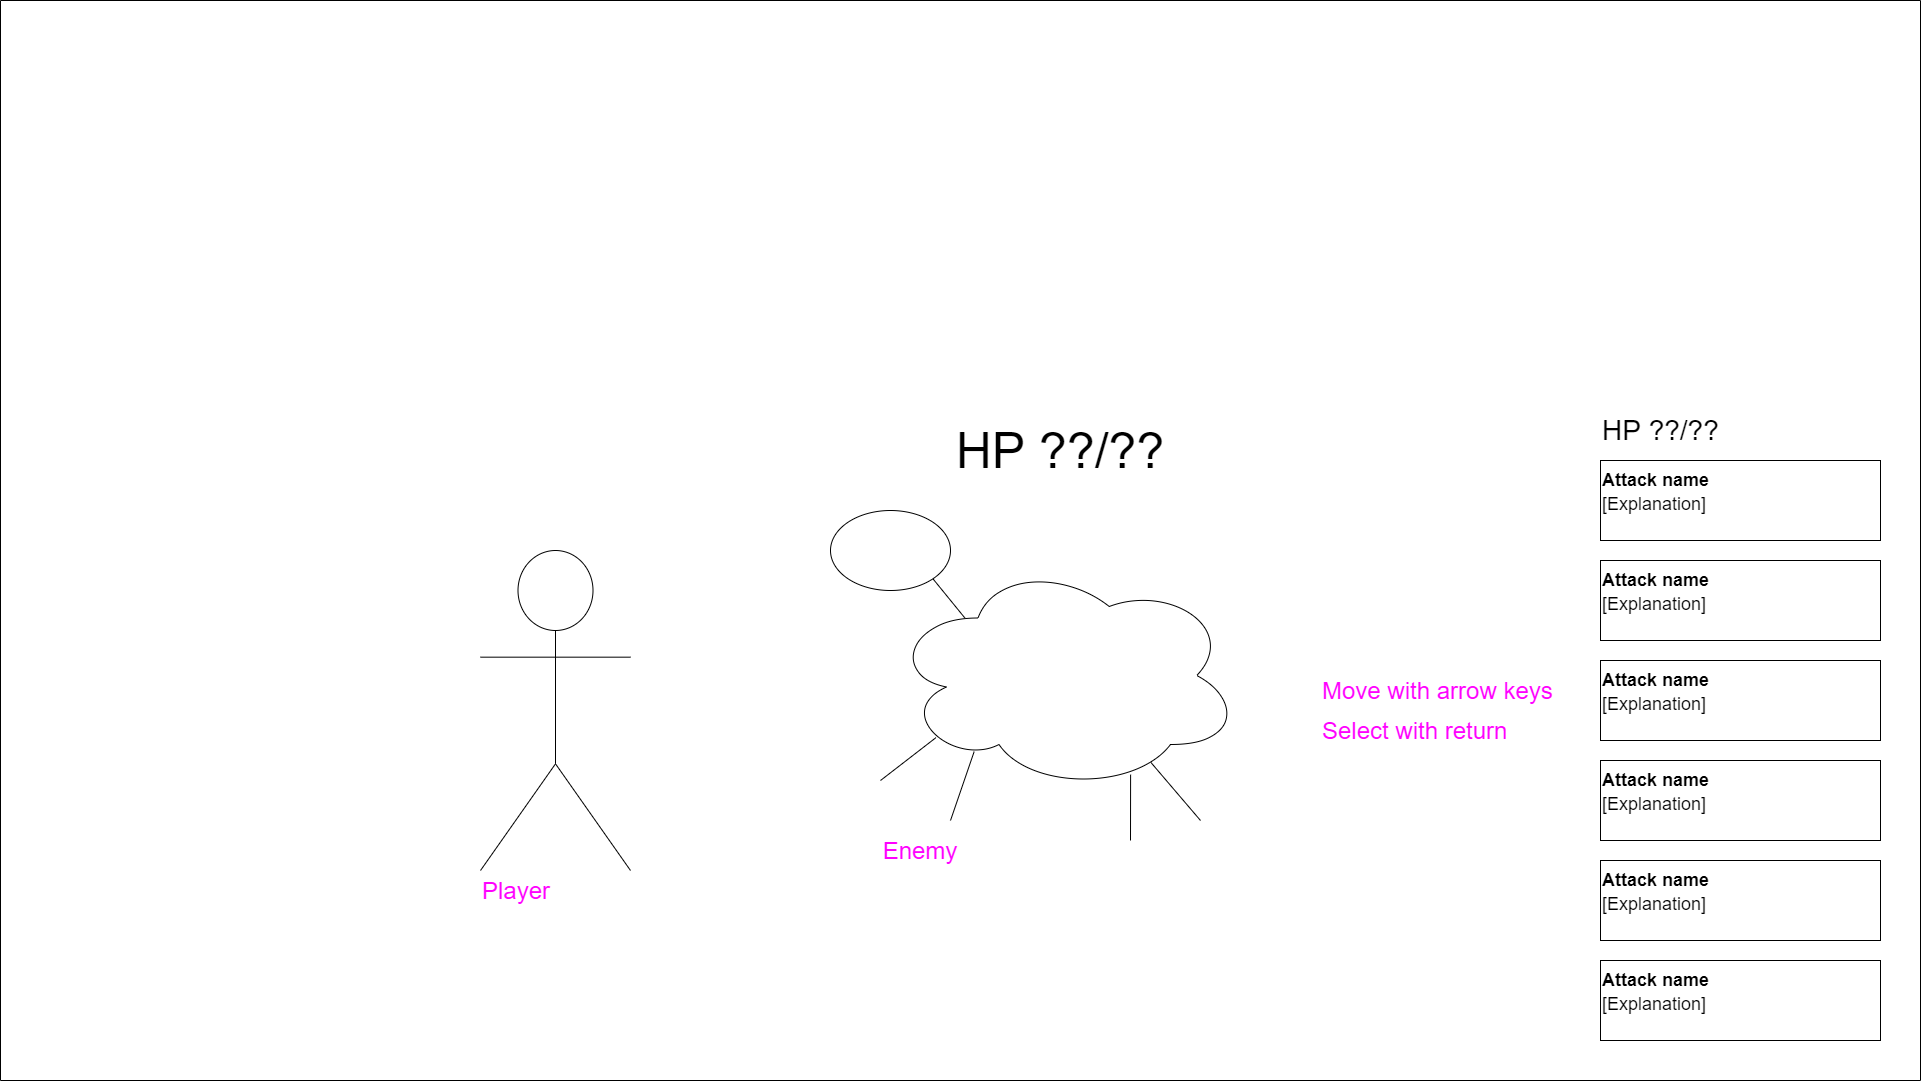 HP ??/??
Enemy
Player
Move with arrow keys
Select with return
HP ??/??
Attack name
[Explanation]
Attack name
[Explanation]
Attack name
[Explanation]
Attack name
[Explanation]
Attack name
[Explanation]
Attack name
[Explanation]